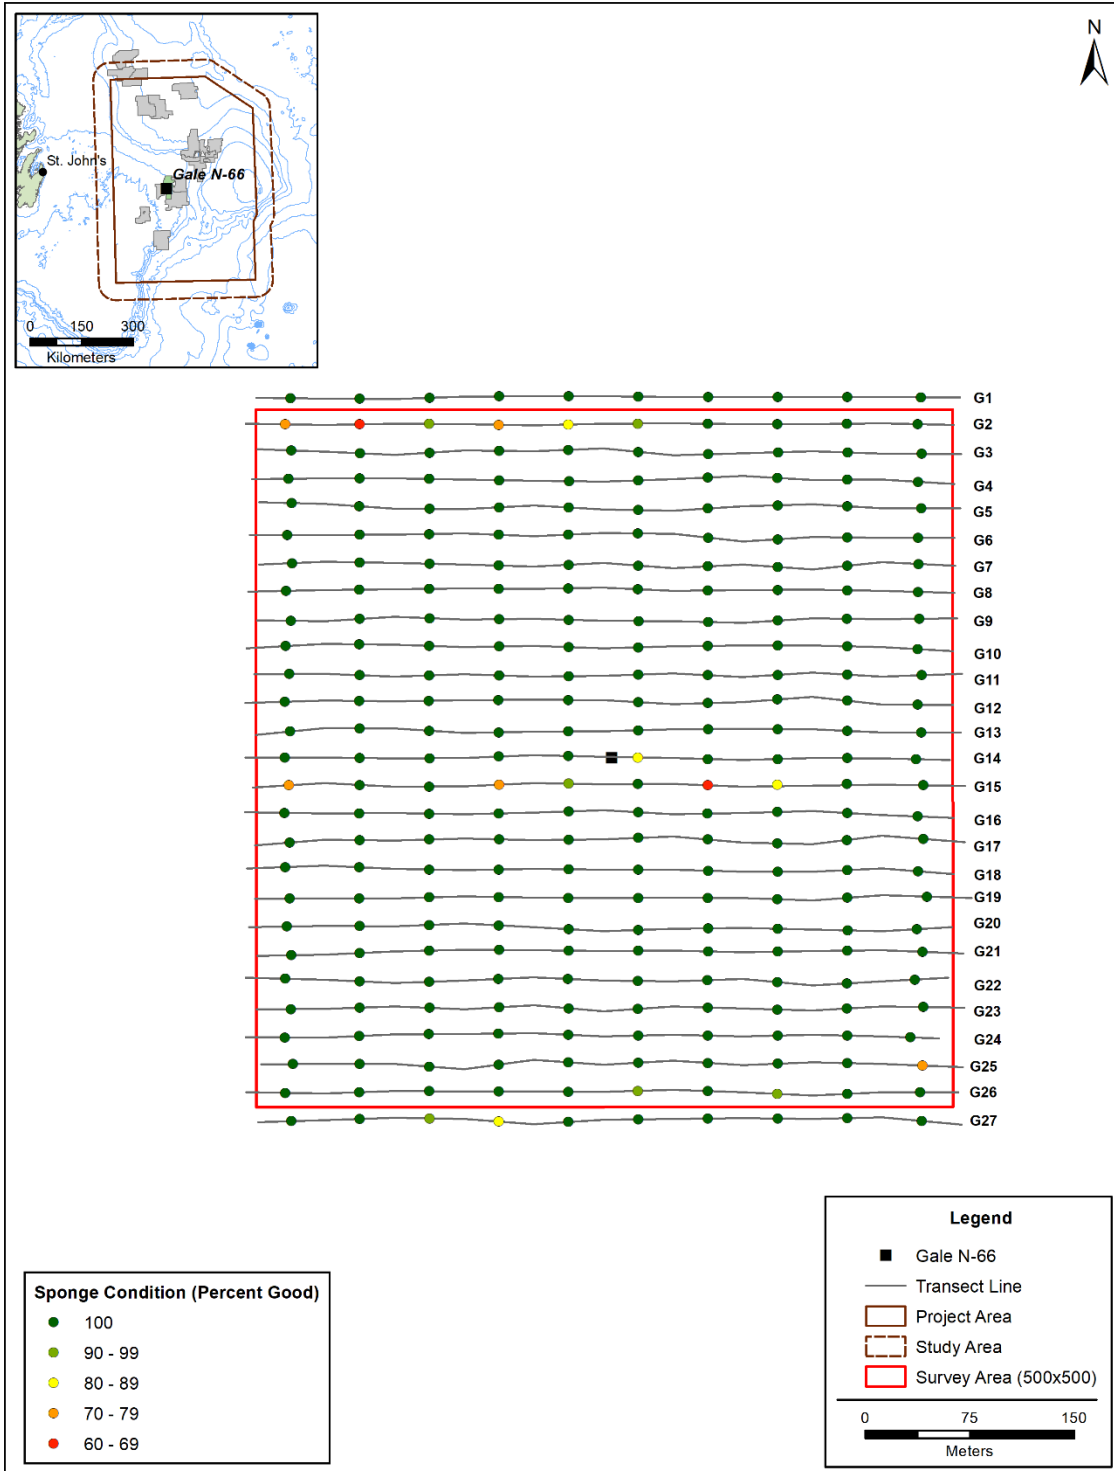 N
St. John's
Gale N-66
0 150 300
Kilometers
G1
G2
G3
G4
G5
G6
G7
G8
G9
G10
G11
G12
G13
G14
G15
G16
G17
G18
G19
G20
G21
G22
G23
G24
G25
G26
G27
Sponge Condition (Percent Good)
100
90 - 99
80 - 89
70 - 79
60 - 69
Legend
Gale N-66
Transect Line
Project Area
Study Area
Survey Area (500x500)
0 75 150
Meters